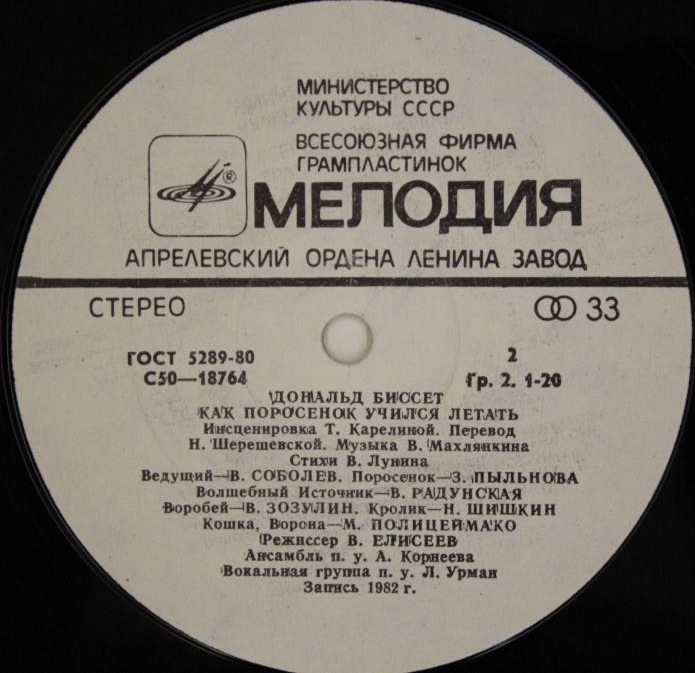 МИНИСТЕРСТВО
КУЛЬТУРЫ СССР
ВСЕСОЮЗНАЯ ФИРМА
ГРАМПЛАСТИНОК
®
МЕЛОДИЯ
АПРЕЛЕВСКИЙ ОРДЕНА ЛЕНИНА ЗАВОД
СТЕРЕО
33
ГОСТ 5289-80
2
С50—18764
Гр. 2. 1-20
ДОНАЛЬД БИССЕТ
КАК ПОРОСЕНОК УЧИЛСЯ ЛЕТАТЬ
Инсценировка Т. Карелиной. Перевод
Н. Шерешевской. Музыка В. Махлянкина
Стихи В. Лунина
Ведущий—В. СОБОЛЕВ. Поросенок—З. ПЫЛЬНОВА
Волшебный Источник—В. РАДУНСКАЯ
Воробей—В. ЗОЗУЛИН. Кролик—Н. ШИШКИН
Кошка, Ворона—М. ПОЛИЦЕЙМАКО
Режиссер В. ЕЛИСЕЕВ
Ансамбль п. у. А. Корнеева
Вокальная группа п. у. Л. Урман
Запись 1982 г.